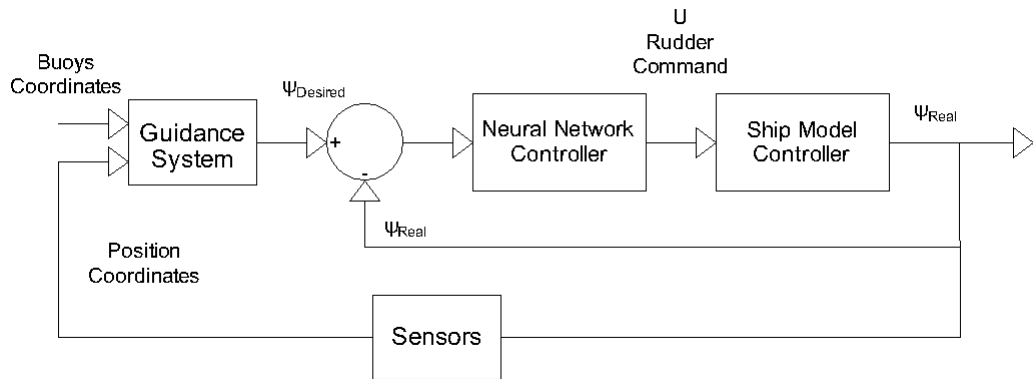 U
Rudder
Command
Buoys
Coordinates
ΨDesired
ΨReal
Guidance
System
+
-
Neural Network
Controller
Ship Model
Controller
ΨReal
Position
Coordinates
Sensors